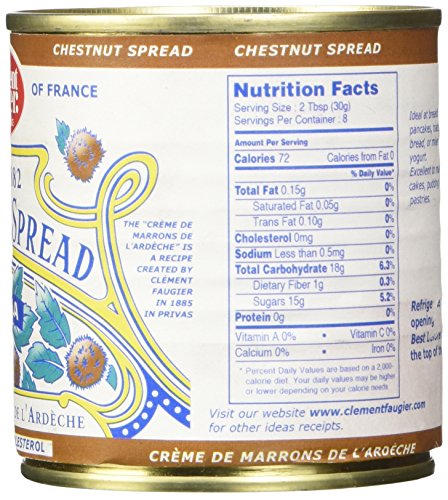 CHESTNUT SPREAD
CHESTNUT SPREAD
OF FRANCE
SPREAD
THE "CRÈME DE
MARRONS DE
L'ARDÈCHE" IS
A RECIPE
CREATED BY
CLÉMENT
FAUGIER
IN 1885
IN PRIVAS
DE L'ARDÈCHE
Nutrition Facts
Serving Size : 2 Tbsp (30g)
Servings Per Container : 8
Amount Per Serving
Calories 72 Calories from Fat 0
% Daily Value*
Total Fat 0.15g 0%
Saturated Fat 0.05g 0%
Trans Fat 0.10g 0%
Cholesterol 0mg 0%
Sodium Less than 0.5mg 0%
Total Carbohydrate 18g 6.3%
Dietary Fiber 1g 0.3%
Sugars 15g 5.2%
Protein 0g 0%
Vitamin A 0% • Vitamin C 0%
Calcium 0% • Iron 0%
* Percent Daily Values are based on a 2,000-
calorie diet. Your daily values may be higher
or lower depending on your calorie needs
Visit our website www.clementfaugier.com
for other ideas receipts.
Ideal at
pancakes,
bread, or
yogurt.
Excellent
pastries.
opening,
Best
the top of
CRÈME DE MARRONS DE L'ARDÈCHE